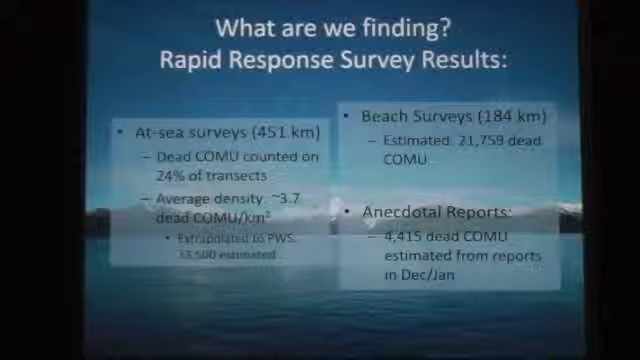 What are we finding?
Rapid Response Survey Results:
• At-sea surveys (451 km)
– Dead COMU counted on
24% of transects
– Average density: ~3.7
dead COMU/km²
• Extrapolated to PWS:
estimated
• Beach Surveys (184 km)
– Estimated: 21,759 dead
COMU
• Anecdotal Reports:
– 4,415 dead COMU
estimated from reports
in Dec/Jan